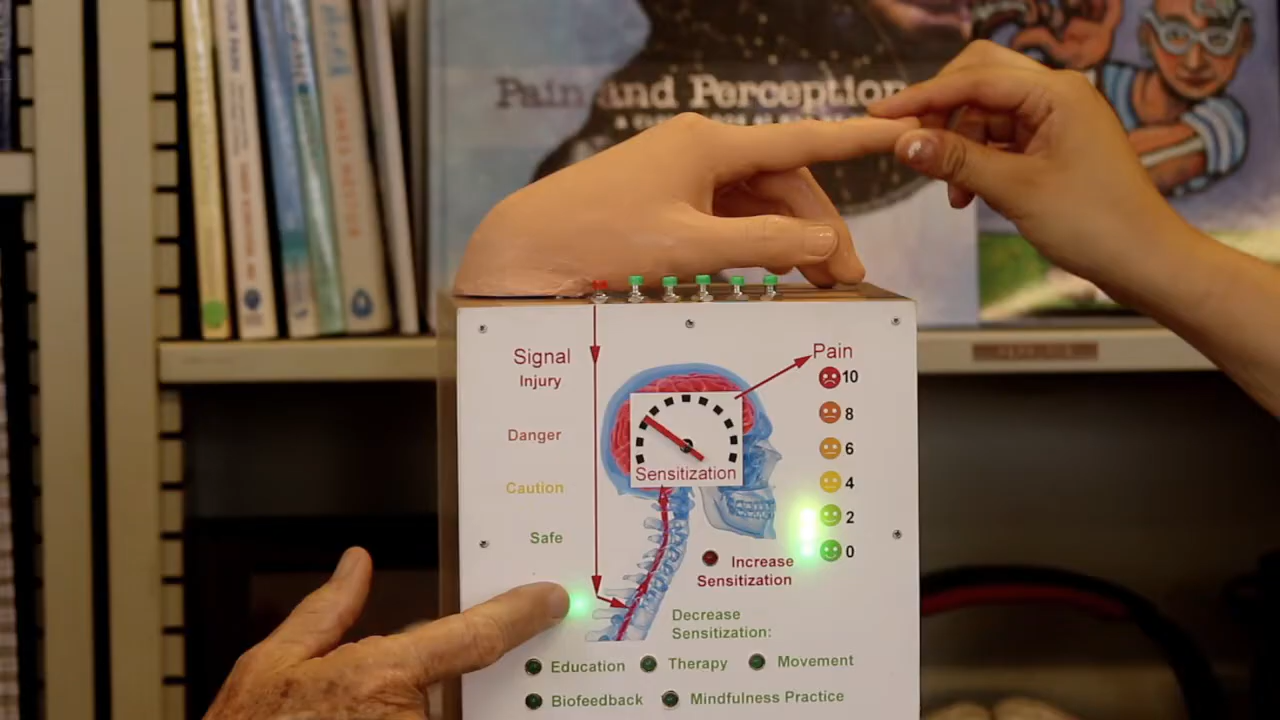 Pain and Perception
Signal
Injury
Danger
Caution
Safe
Sensitization
Pain
10
8
6
4
2
0
Increase
Sensitization
Decrease
Sensitization:
Education
Therapy
Movement
Biofeedback
Mindfulness Practice